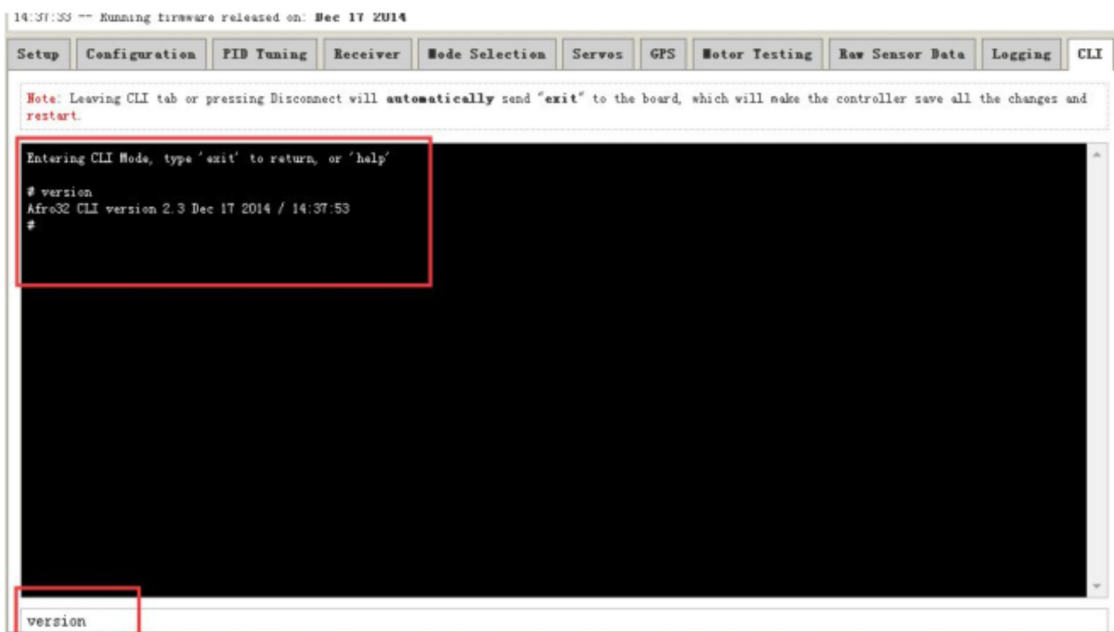 14:37:33 -- Running firmware released on: Dec 17 2014
Setup Configuration PID Tuning Receiver Mode Selection Servos GPS Motor Testing Raw Sensor Data Logging CLI
Note: Leaving CLI tab or pressing Disconnect will automatically send "exit" to the board, which will make the controller save all the changes and
restart.
Entering CLI Mode, type 'exit' to return, or 'help'
# version
Afro32 CLI version 2.3 Dec 17 2014 / 14:37:53
#
version